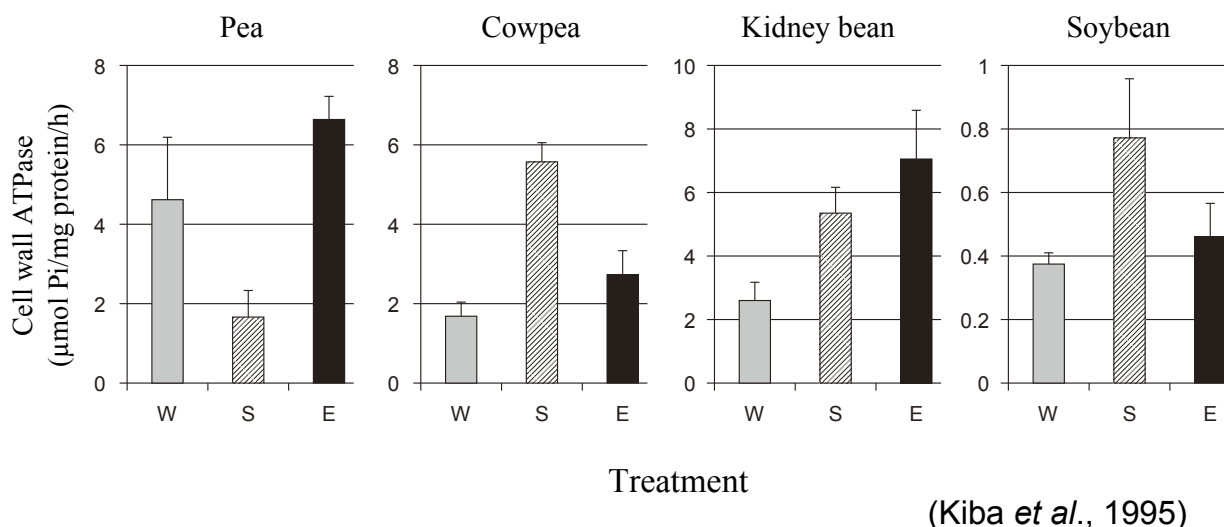 Pea Cowpea Kidney bean Soybean
Cell wall ATPase
(μmol Pi/mg protein/h)
8 8 10 1
6 6 8 0.8
4 4 6 0.6
2 2 4 0.4
0 0 2 0.2
0 0
W S E W S E W S E W S E
Treatment
(Kiba et al., 1995)